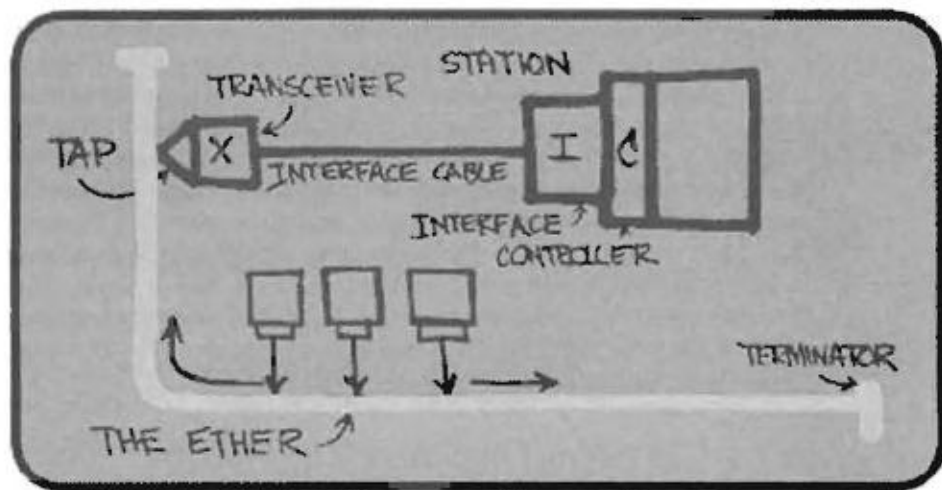 STATION
TRANSCEIVER
TAP
X
I
C
INTERFACE CABLE
INTERFACE
CONTROLLER
TERMINATOR
THE ETHER